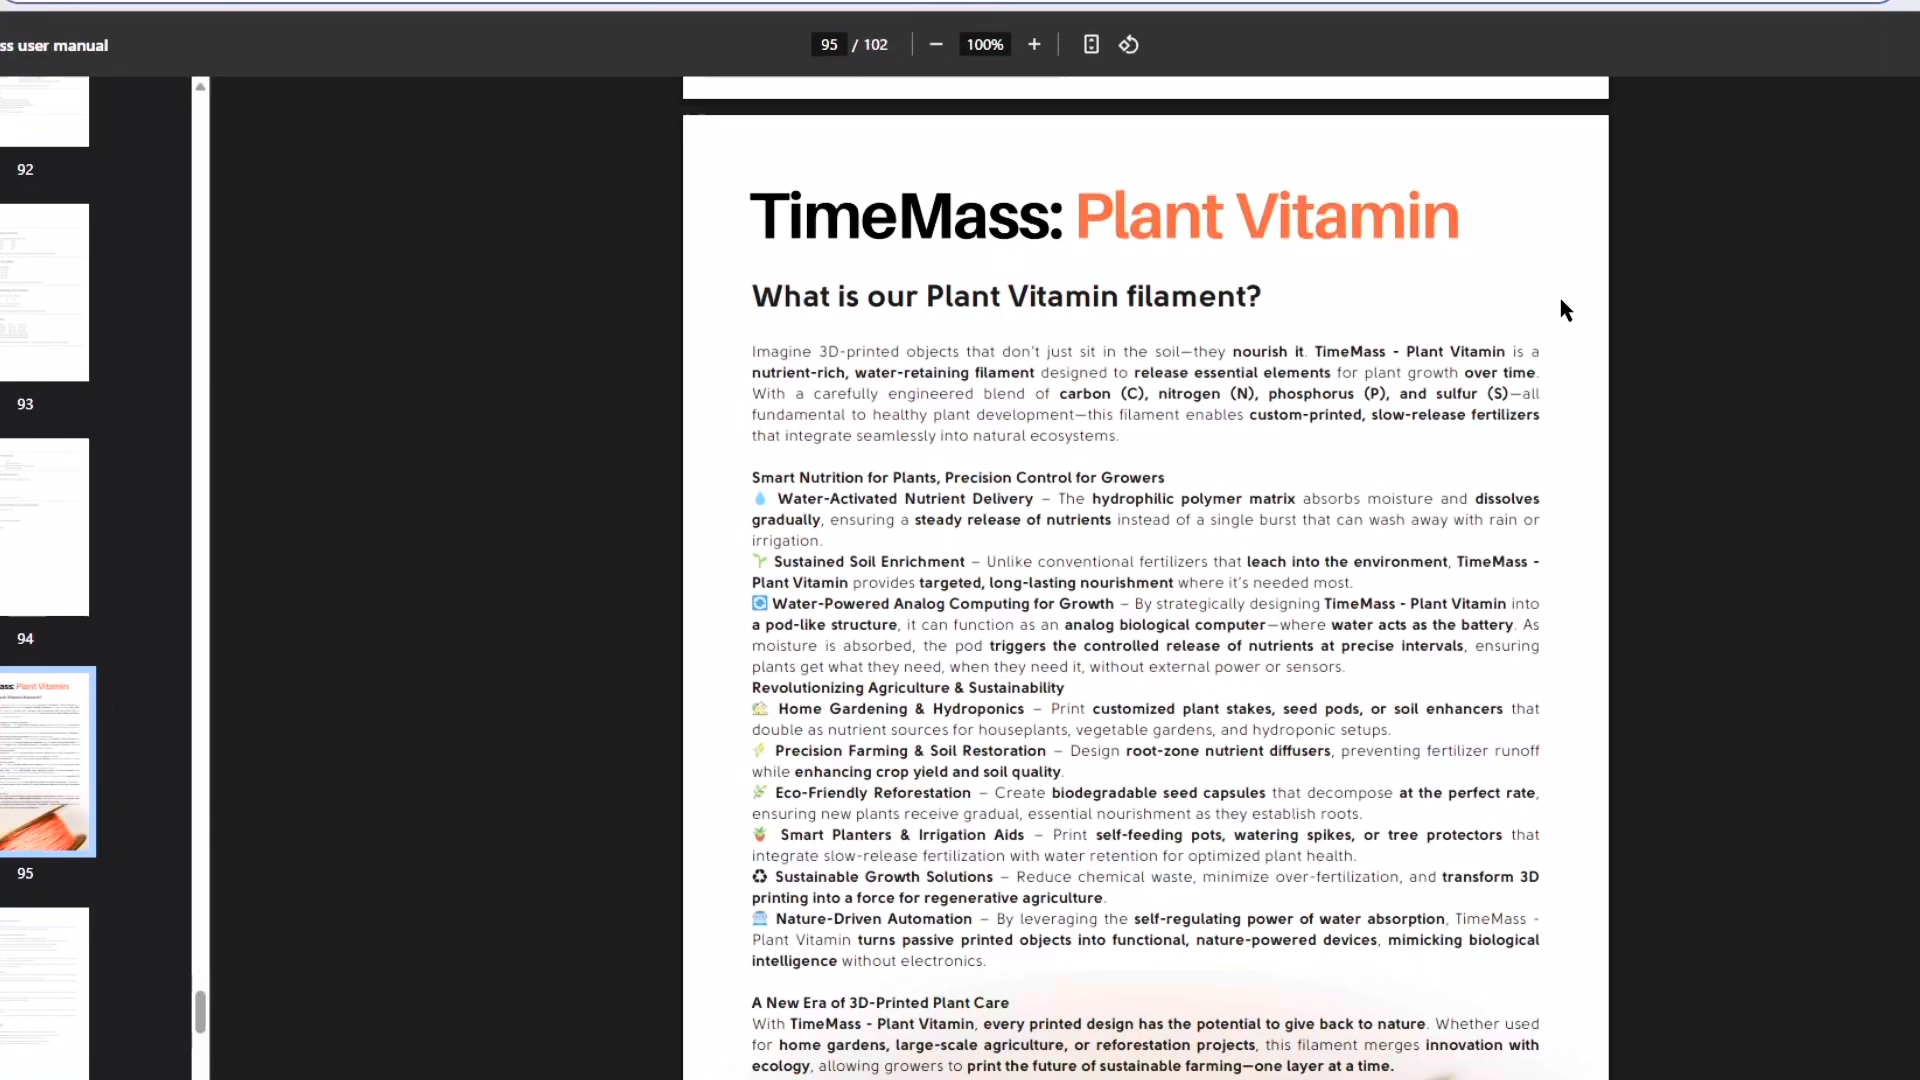 ss user manual
95 / 102
100%
92
93
94
ass: Plant Vitamin
95
TimeMass: Plant Vitamin
What is our Plant Vitamin filament?
Imagine 3D-printed objects that don't just sit in the soil—they nourish it. TimeMass - Plant Vitamin is a
nutrient-rich, water-retaining filament designed to release essential elements for plant growth over time.
With a carefully engineered blend of carbon (C), nitrogen (N), phosphorus (P), and sulfur (S)—all
fundamental to healthy plant development—this filament enables custom-printed, slow-release fertilizers
that integrate seamlessly into natural ecosystems.
Smart Nutrition for Plants, Precision Control for Growers
💧 Water-Activated Nutrient Delivery – The hydrophilic polymer matrix absorbs moisture and dissolves
gradually, ensuring a steady release of nutrients instead of a single burst that can wash away with rain or
irrigation.
🌱 Sustained Soil Enrichment – Unlike conventional fertilizers that leach into the environment, TimeMass -
Plant Vitamin provides targeted, long-lasting nourishment where it's needed most.
🔄 Water-Powered Analog Computing for Growth – By strategically designing TimeMass - Plant Vitamin into
a pod-like structure, it can function as an analog biological computer—where water acts as the battery. As
moisture is absorbed, the pod triggers the controlled release of nutrients at precise intervals, ensuring
plants get what they need, when they need it, without external power or sensors.
Revolutionizing Agriculture & Sustainability
🏡 Home Gardening & Hydroponics – Print customized plant stakes, seed pods, or soil enhancers that
double as nutrient sources for houseplants, vegetable gardens, and hydroponic setups.
Precision Farming & Soil Restoration – Design root-zone nutrient diffusers, preventing fertilizer runoff
while enhancing crop yield and soil quality.
🌿 Eco-Friendly Reforestation – Create biodegradable seed capsules that decompose at the perfect rate,
ensuring new plants receive gradual, essential nourishment as they establish roots.
🪴 Smart Planters & Irrigation Aids – Print self-feeding pots, watering spikes, or tree protectors that
integrate slow-release fertilization with water retention for optimized plant health.
♻ Sustainable Growth Solutions – Reduce chemical waste, minimize over-fertilization, and transform 3D
printing into a force for regenerative agriculture.
Nature-Driven Automation – By leveraging the self-regulating power of water absorption, TimeMass -
Plant Vitamin turns passive printed objects into functional, nature-powered devices, mimicking biological
intelligence without electronics.
A New Era of 3D-Printed Plant Care
With TimeMass - Plant Vitamin, every printed design has the potential to give back to nature. Whether used
for home gardens, large-scale agriculture, or reforestation projects, this filament merges innovation with
ecology, allowing growers to print the future of sustainable farming—one layer at a time.